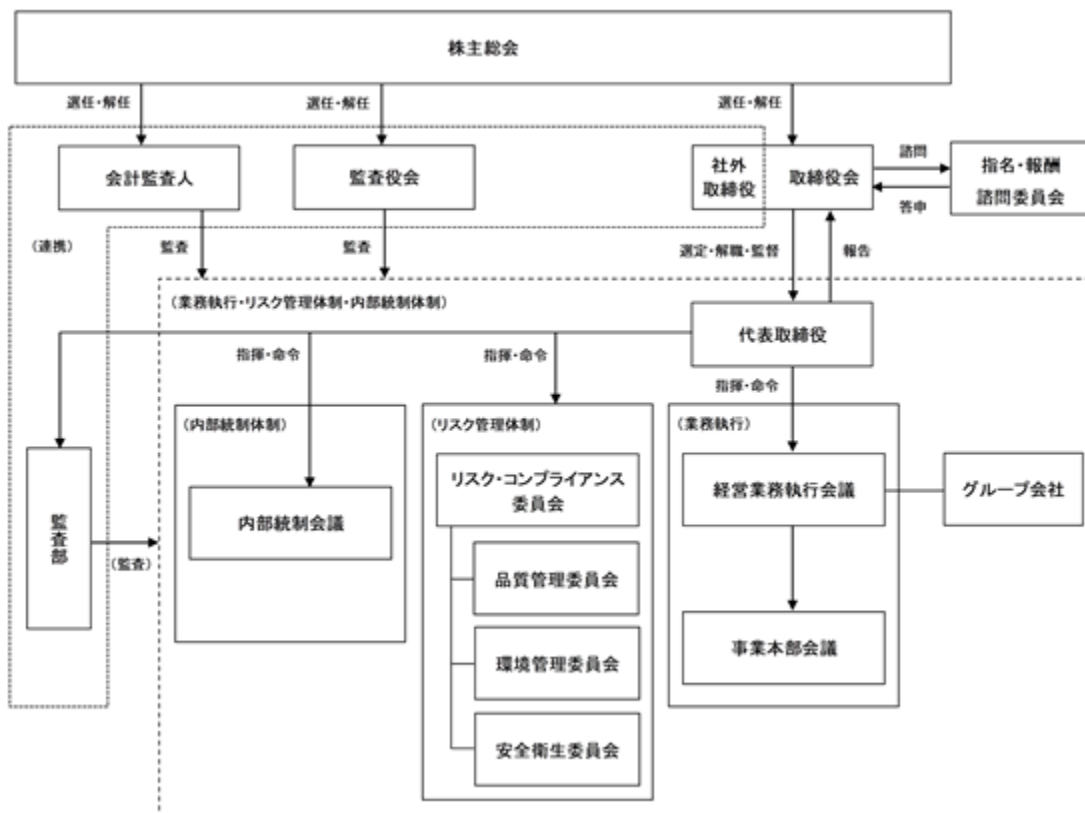 株主総会
選任・解任
選任・解任
選任・解任
会計監査人
監査役会
社外
取締役
取締役会
諮問
答申
指名・報酬
諮問委員会
(連携)
監査
監査
選定・解職・監督
報告
(業務執行・リスク管理体制・内部統制体制)
代表取締役
指揮・命令
指揮・命令
指揮・命令
(内部統制体制)
(リスク管理体制)
(業務執行)
監査部
(監査)
内部統制会議
リスク・コンプライアンス
委員会
経営業務執行会議
グループ会社
品質管理委員会
環境管理委員会
事業本部会議
安全衛生委員会